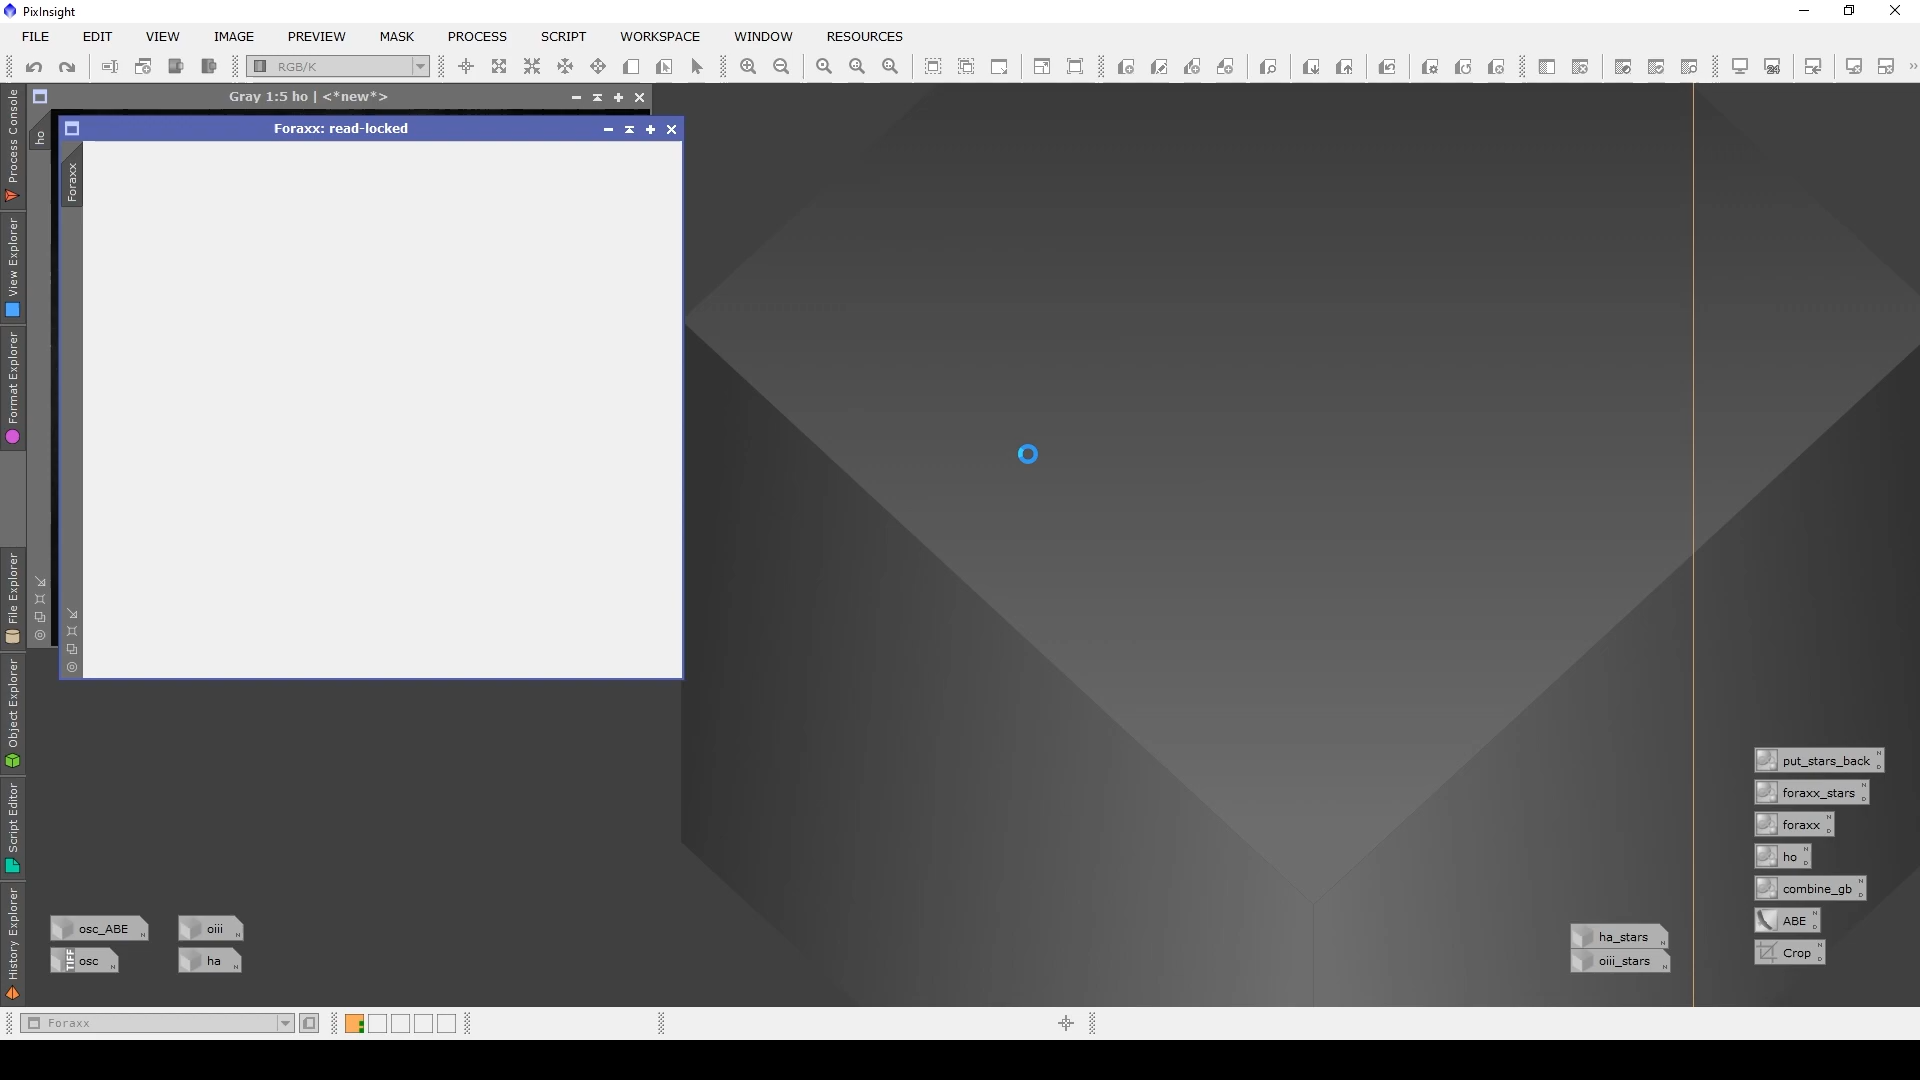 PixInsight
FILE EDIT VIEW IMAGE PREVIEW MASK PROCESS SCRIPT WORKSPACE WINDOW RESOURCES
RGB/K
24
Gray 1:5 ho | <*new*>
Foraxx: read-locked
ho
Foraxx
Process Console
View Explorer
Format Explorer
File Explorer
Object Explorer
Script Editor
History Explorer
put_stars_back
foraxx_stars
foraxx
ho
combine_gb
ABE
Crop
osc_ABE
oiii
TIFF
osc
ha
ha_stars
oiii_stars
Foraxx